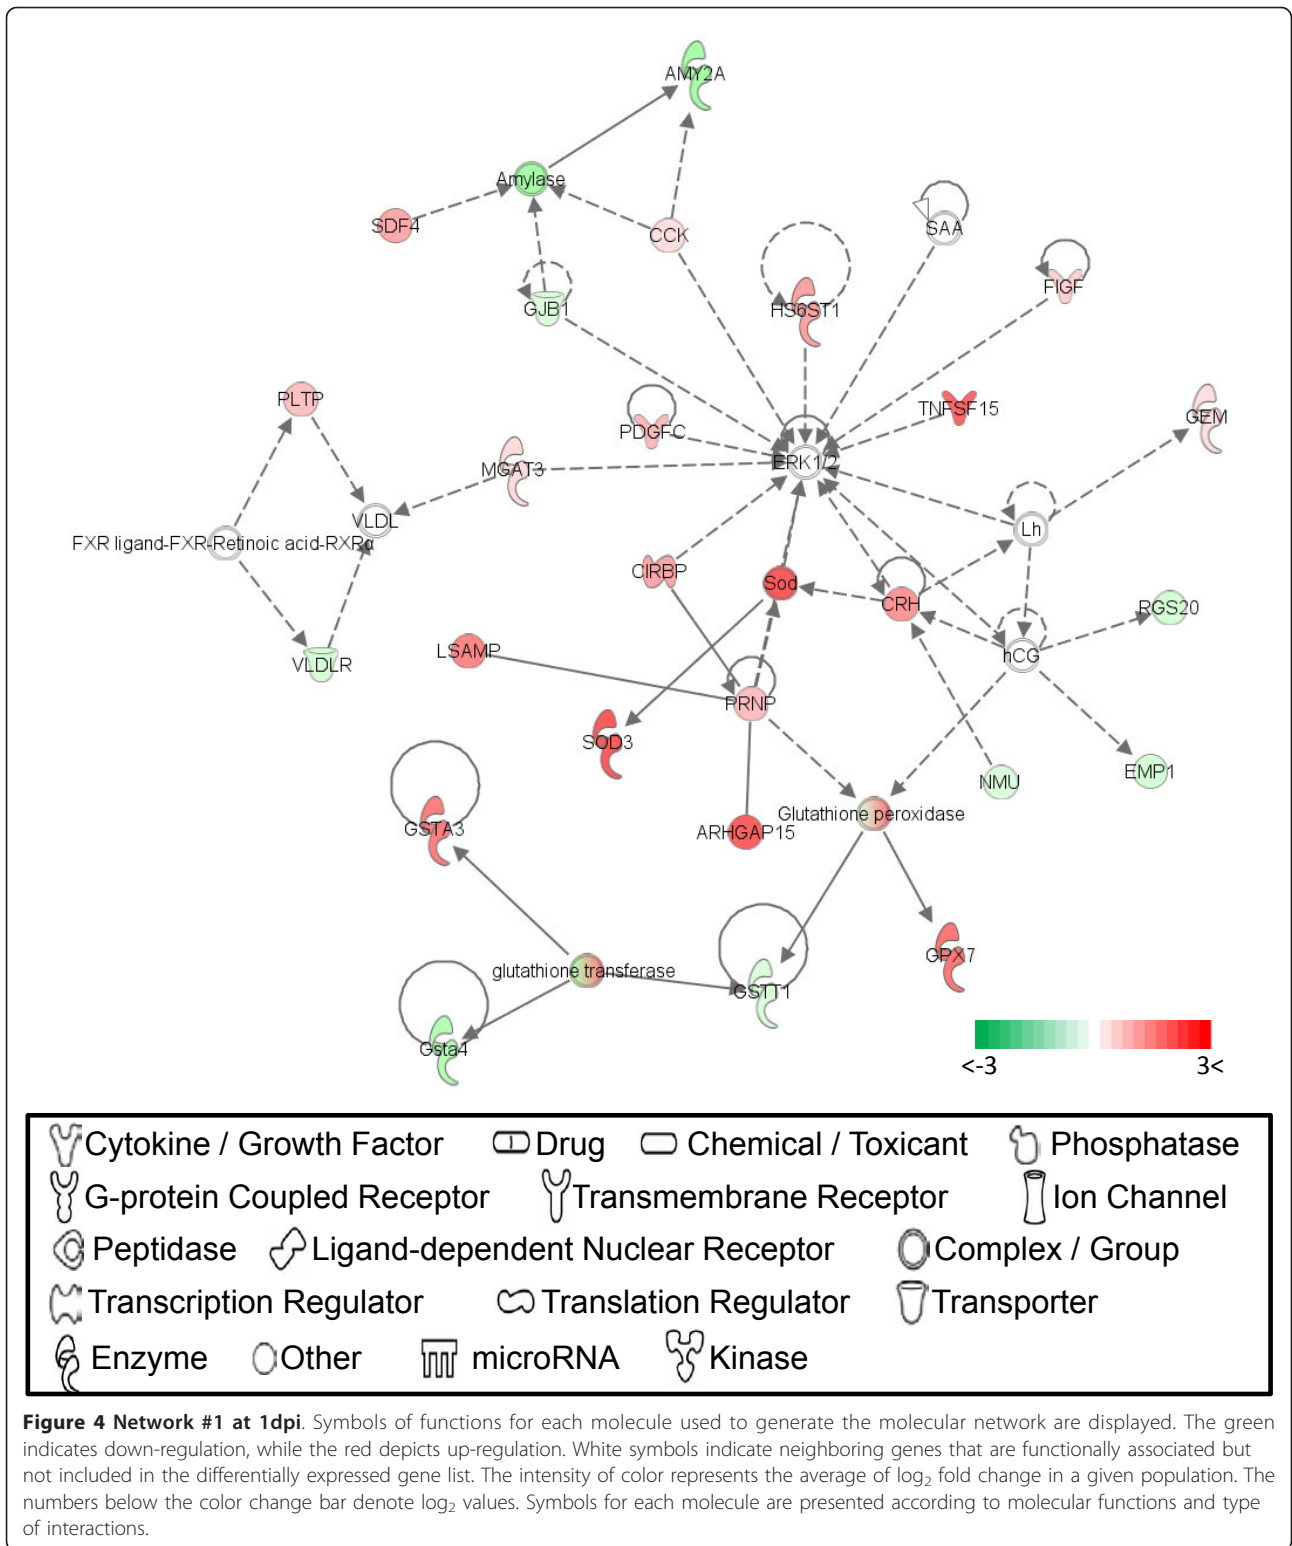 AMY2A
Amylase
SDF4
CCK
SAA
GJB1
HS6ST1
FIGF
PLTP
PDGFC
TNFSF15
GEM
MGAT3
ERK1/2
VLDL
Lh
FXR ligand-FXR-Retinoic acid-RXRα
CIRBP
Sod
CRH
RGS20
LSAMP
hCG
VLDLR
PRNP
SOD3
NMU
EMP1
GSTA3
ARHGAP15
Glutathione peroxidase
GPX7
glutathione transferase
GSTT1
Gsta4
<-3 3<
Cytokine / Growth Factor Drug Chemical / Toxicant Phosphatase
G-protein Coupled Receptor Transmembrane Receptor Ion Channel
Peptidase Ligand-dependent Nuclear Receptor Complex / Group
Transcription Regulator Translation Regulator Transporter
Enzyme Other microRNA Kinase
Figure 4 Network #1 at 1dpi. Symbols of functions for each molecule used to generate the molecular network are displayed. The green
indicates down-regulation, while the red depicts up-regulation. White symbols indicate neighboring genes that are functionally associated but
not included in the differentially expressed gene list. The intensity of color represents the average of log2 fold change in a given population. The
numbers below the color change bar denote log2 values. Symbols for each molecule are presented according to molecular functions and type
of interactions.